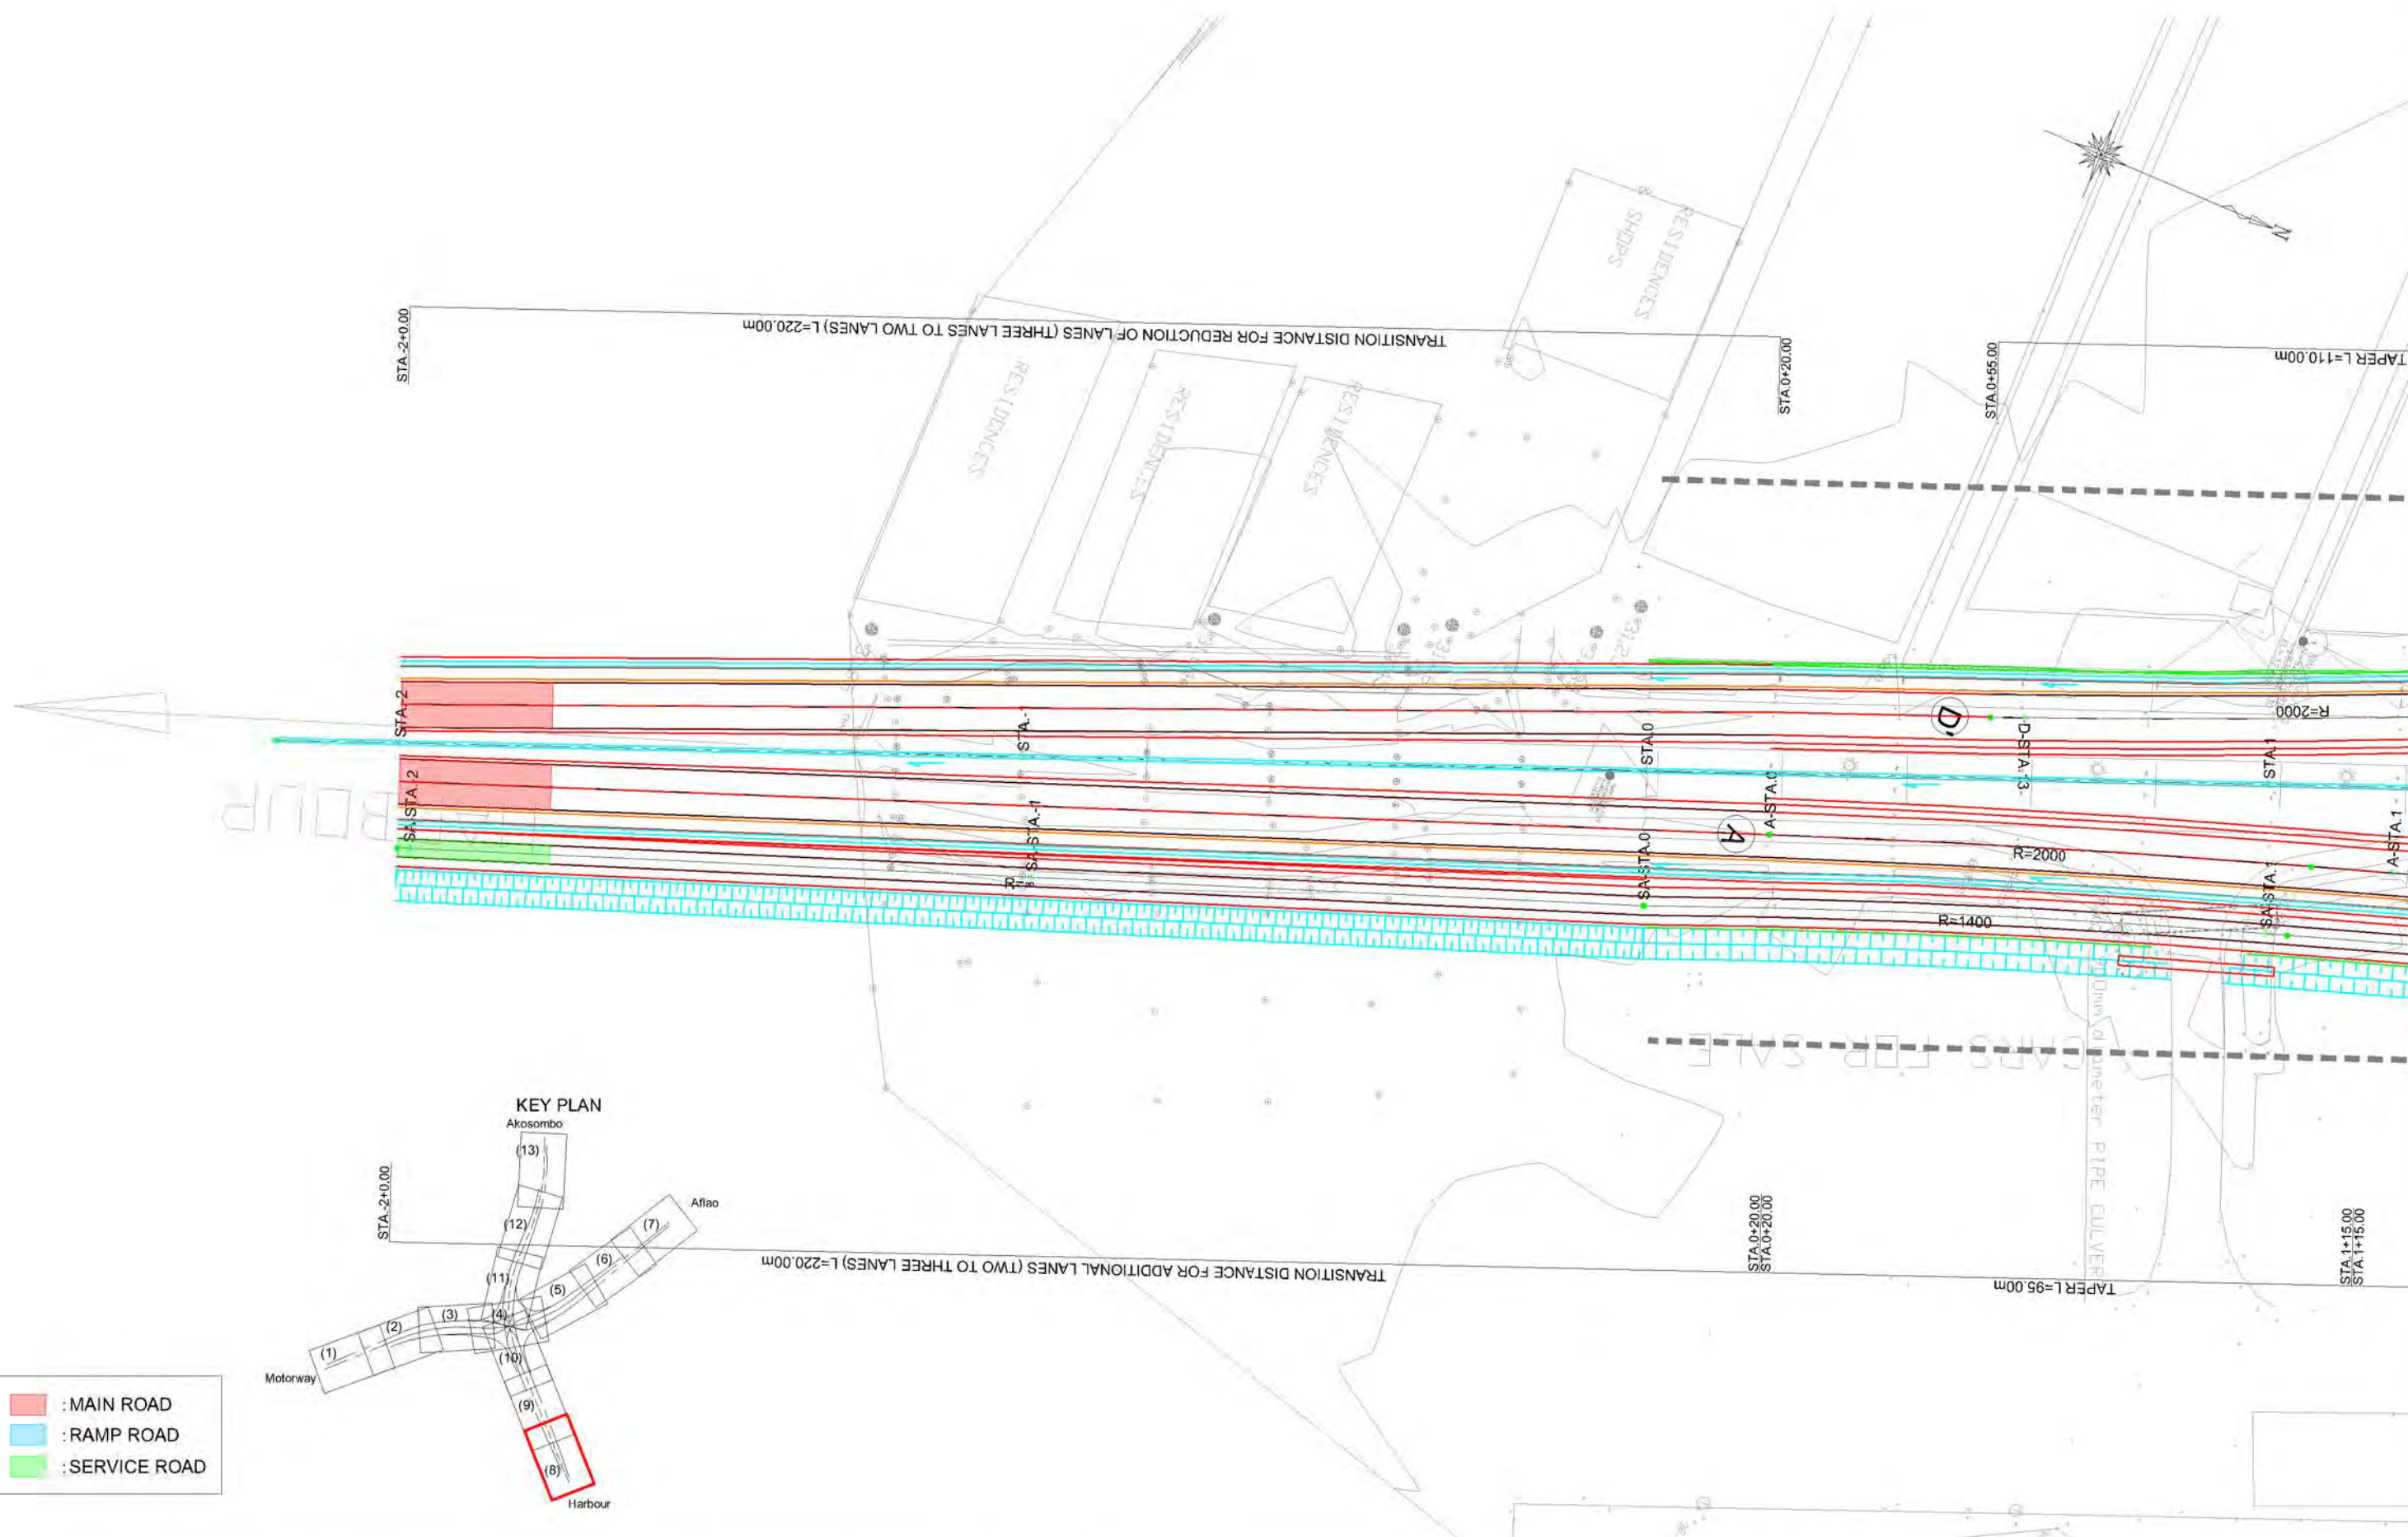 STA.-2+0.00
TRANSITION DISTANCE FOR REDUCTION OF LANES (THREE LANES TO TWO LANES) L=220.00m
STA.0+20.00
STA.0+55.00
TAPER L=110.00m
N
RESIDENCES
&
SHOPS
RESIDENCES
RESIDENCES
RESIDENCES
STA.-2
STA.-1
STA.0
D'
D-STA.-13
R=2000
STA.1
SA-STA.-2
SA-STA.-1
SA-STA.0
A
A-STA.0
R=2000
R=1400
SA-STA.1
A-STA.1
CARS FOR SALE
PIPE CULVER
KEY PLAN
Akosombo
(13)
(12)
(11)
Aflao
(7)
(6)
(5)
(4)
(3)
(2)
(1)
Motorway
(10)
(9)
(8)
Harbour
STA.-2+0.00
TRANSITION DISTANCE FOR ADDITIONAL LANES (TWO TO THREE LANES) L=220.00m
STA.0+20.00
STA.0+20.00
TAPER L=95.00m
STA.1+15.00
STA.1+15.00
: MAIN ROAD
: RAMP ROAD
: SERVICE ROAD